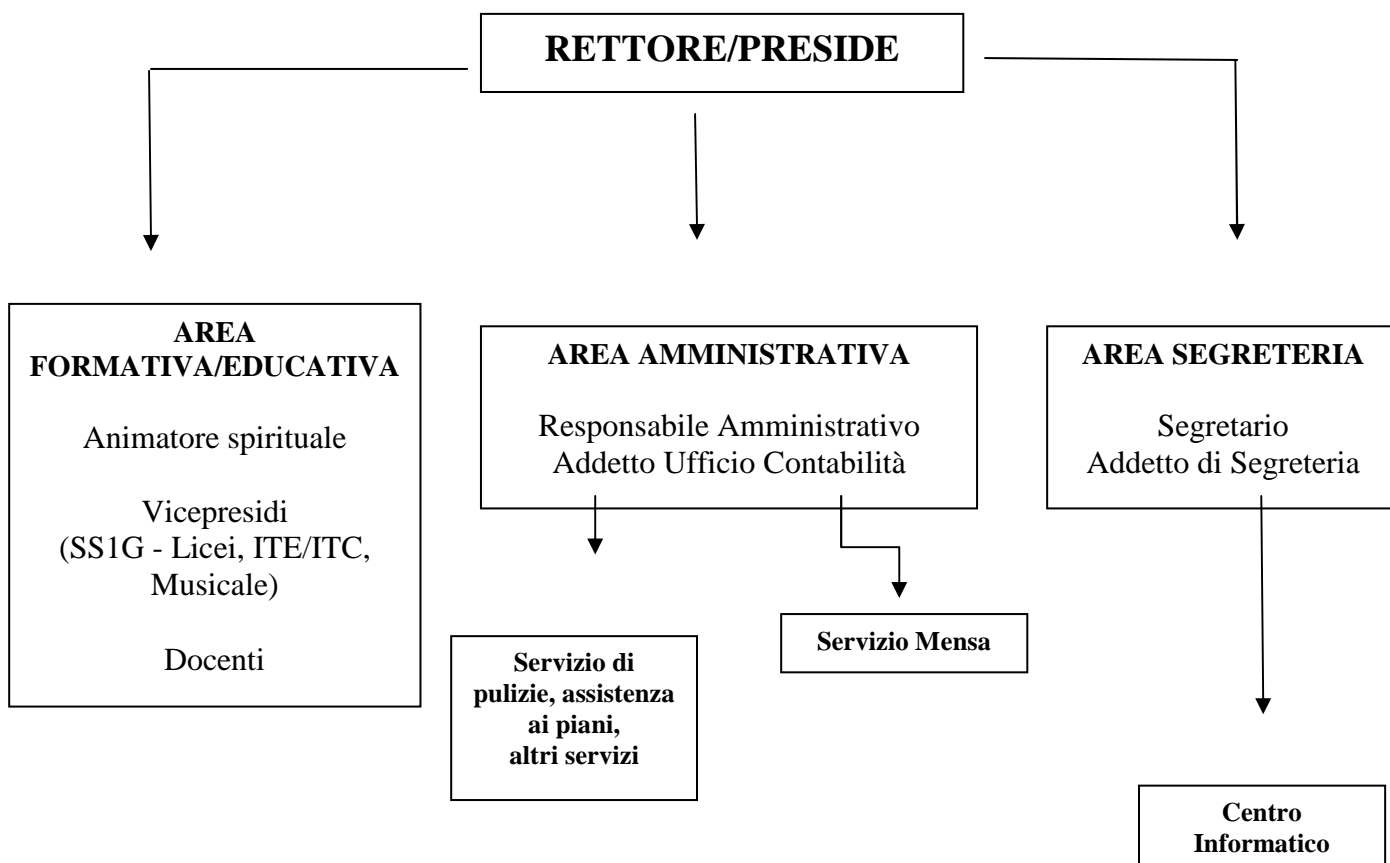 RETTORE/PRESIDE
AREA
FORMATIVA/EDUCATIVA
Animatore spirituale
Vicepresidi
(SS1G - Licei, ITE/ITC,
Musicale)
Docenti
AREA AMMINISTRATIVA
Responsabile Amministrativo
Addetto Ufficio Contabilità
AREA SEGRETERIA
Segretario
Addetto di Segreteria
Servizio di
pulizie, assistenza
ai piani,
altri servizi
Servizio Mensa
Centro
Informatico